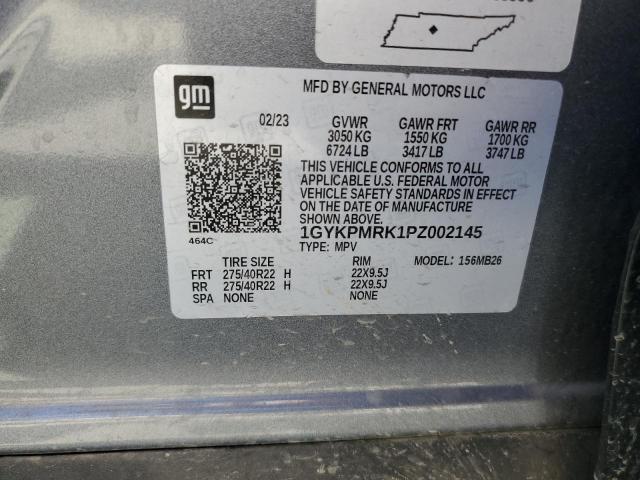 gm
MFD BY GENERAL MOTORS LLC
02/23 GVWR GAWR FRT GAWR RR
3050 KG 1550 KG 1700 KG
6724 LB 3417 LB 3747 LB
THIS VEHICLE CONFORMS TO ALL
APPLICABLE U.S. FEDERAL MOTOR
VEHICLE SAFETY STANDARDS IN EFFECT
ON THE DATE OF MANUFACTURE
SHOWN ABOVE.
464C
1GYKPMRK1PZ002145
TYPE: MPV
TIRE SIZE RIM MODEL: 156MB26
FRT 275/40R22 H 22X9.5J
RR 275/40R22 H 22X9.5J
SPA NONE NONE